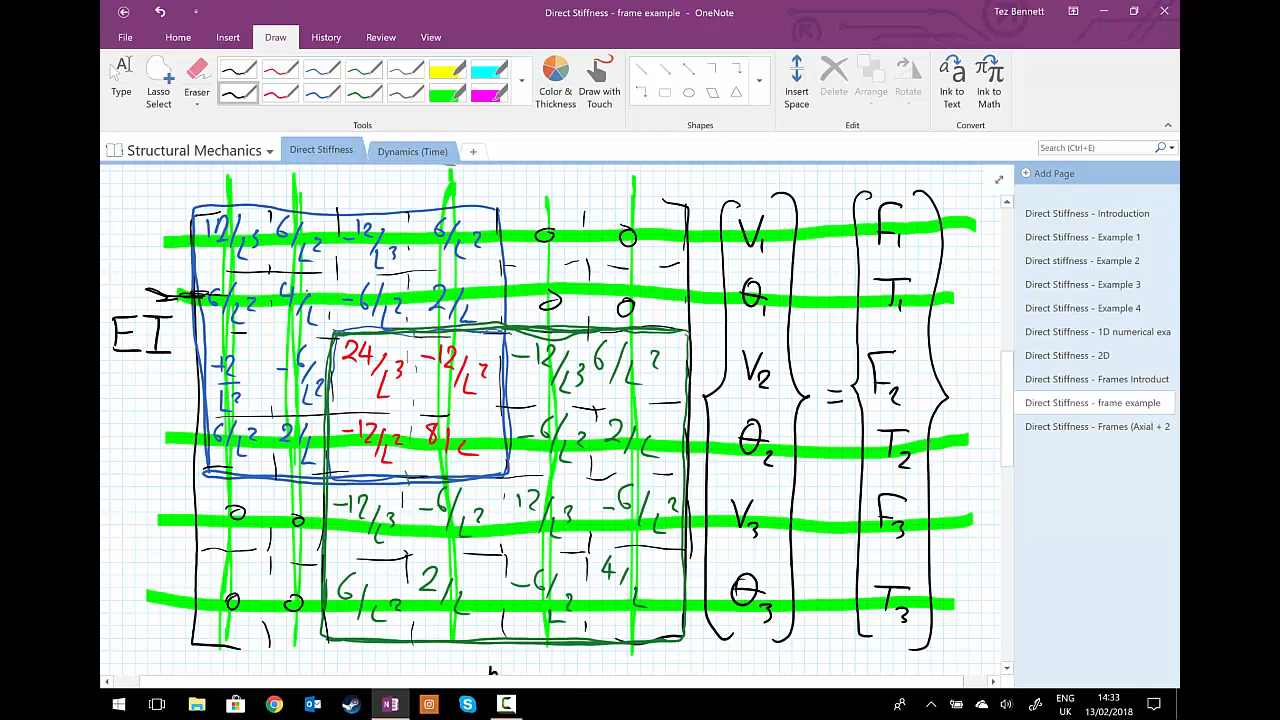 Direct Stiffness - frame example - OneNote
Tez Bennett
File Home Insert Draw History Review View
Type
Lasso Select
Eraser
Color & Thickness
Draw with Touch
Insert Space
Delete
Arrange
Rotate
Ink to Text
Ink to Math
Tools Shapes Edit Convert
Structural Mechanics Direct Stiffness Dynamics (Time) + Search (Ctrl+E)
Add Page
Direct Stiffness - Introduction
Direct Stiffness - Example 1
Direct stiffness - Example 2
Direct Stiffness - Example 3
Direct Stiffness - Example 4
Direct Stiffness - 1D numerical exa
Direct Stiffness - 2D
Direct Stiffness - Frames Introduct
Direct Stiffness - frame example
Direct Stiffness - Frames (Axial + 2
12/L³ 6/L² -12/L³ 6/L² 0 0 V₁ F₁
6/L² 4/L -6/L² 2/L 0 0 θ₁ T₁
EI
-12/L² -6/L² 24/L³ -12/L² -12/L³ 6/L² V₂ = F₂
6/L² 2/L -12/L² 8/L -6/L² 2/L θ₂ T₂
0 0 -12/L³ -6/L² 12/L³ -6/L² V₃ F₃
0 0 6/L² 2/L -6/L² 4/L θ₃ T₃
ENG 14:33
UK 13/02/2018